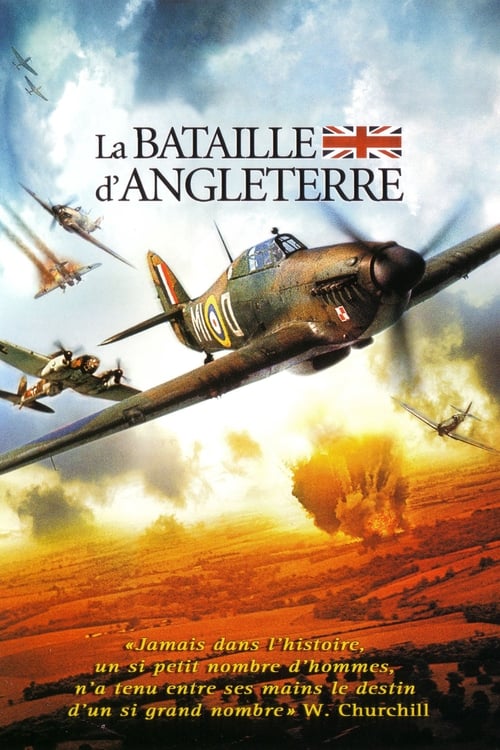 La BATAILLE
d'ANGLETERRE
«Jamais dans l'histoire,
un si petit nombre d'hommes,
n'a tenu entre ses mains le destin
d'un si grand nombre» W. Churchill